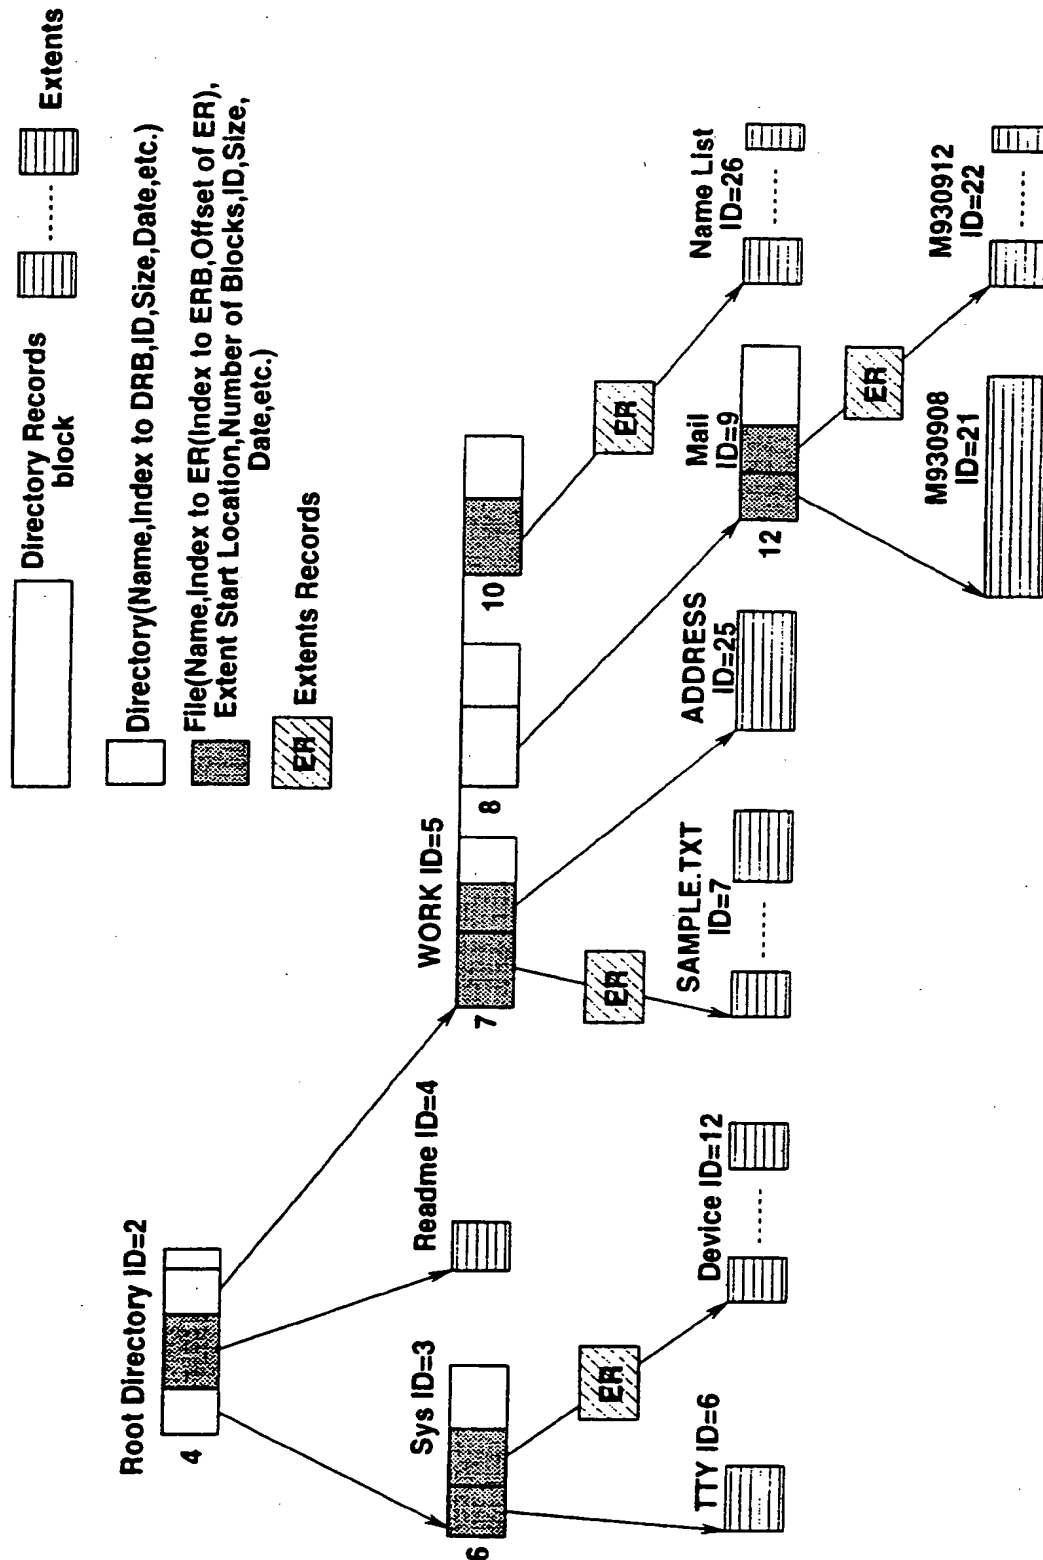 Directory Records
block
Extents
Directory(Name,Index to DRB,ID,Size,Date,etc.)
File(Name,Index to ER(Index to ERB,Offset of ER),
Extent Start Location,Number of Blocks,ID,Size,
Date,etc.)
ER
Extents Records
Root Directory ID=2
4
Sys ID=3
6
Readme ID=4
WORK ID=5
7
8
10
ER
ER
ER
TTY ID=6
Device ID=12
SAMPLE.TXT
ID=7
ADDRESS
ID=25
Mail
ID=9
12
Name List
ID=26
ER
M930908
ID=21
M930912
ID=22